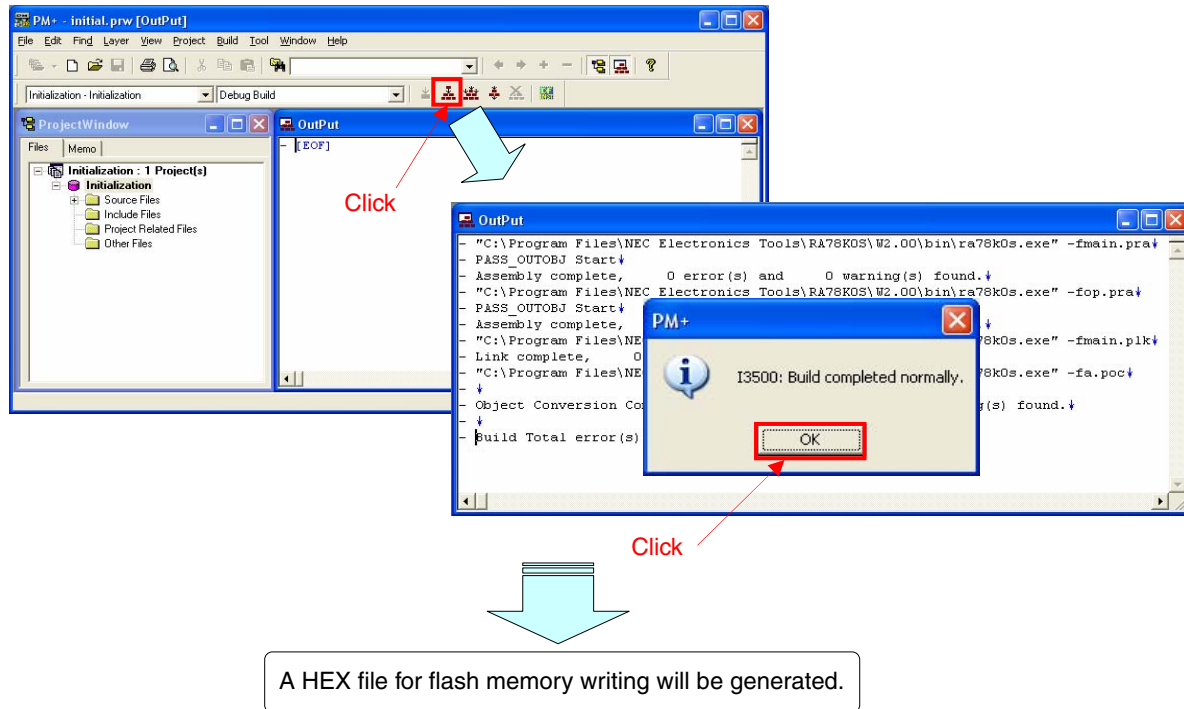 PM+ - initial.prw [OutPut]
File Edit Find Layer View Project Build Tool Window Help
Initialization - Initialization Debug Build
ProjectWindow
Files Memo
Initialization : 1 Project(s)
Initialization
Source Files
Include Files
Project Related Files
Other Files
OutPut
[EOF]
Click
OutPut
- "C:\Program Files\NEC Electronics Tools\RA78K0S\W2.00\bin\ra78k0s.exe" -fmain.pra↓
- PASS_OUTOBJ Start↓
- Assembly complete, 0 error(s) and 0 warning(s) found.↓
- "C:\Program Files\NEC Electronics Tools\RA78K0S\W2.00\bin\ra78k0s.exe" -fop.pra↓
- PASS_OUTOBJ Start↓
- Assembly complete, ↓
- "C:\Program Files\NE 78k0s.exe" -fmain.plk↓
- Link complete, 0
- "C:\Program Files\NE 78k0s.exe" -fa.poc↓
- ↓
- Object Conversion Co g(s) found.↓
- ↓
- Build Total error(s)
PM+
I3500: Build completed normally.
OK
Click
A HEX file for flash memory writing will be generated.